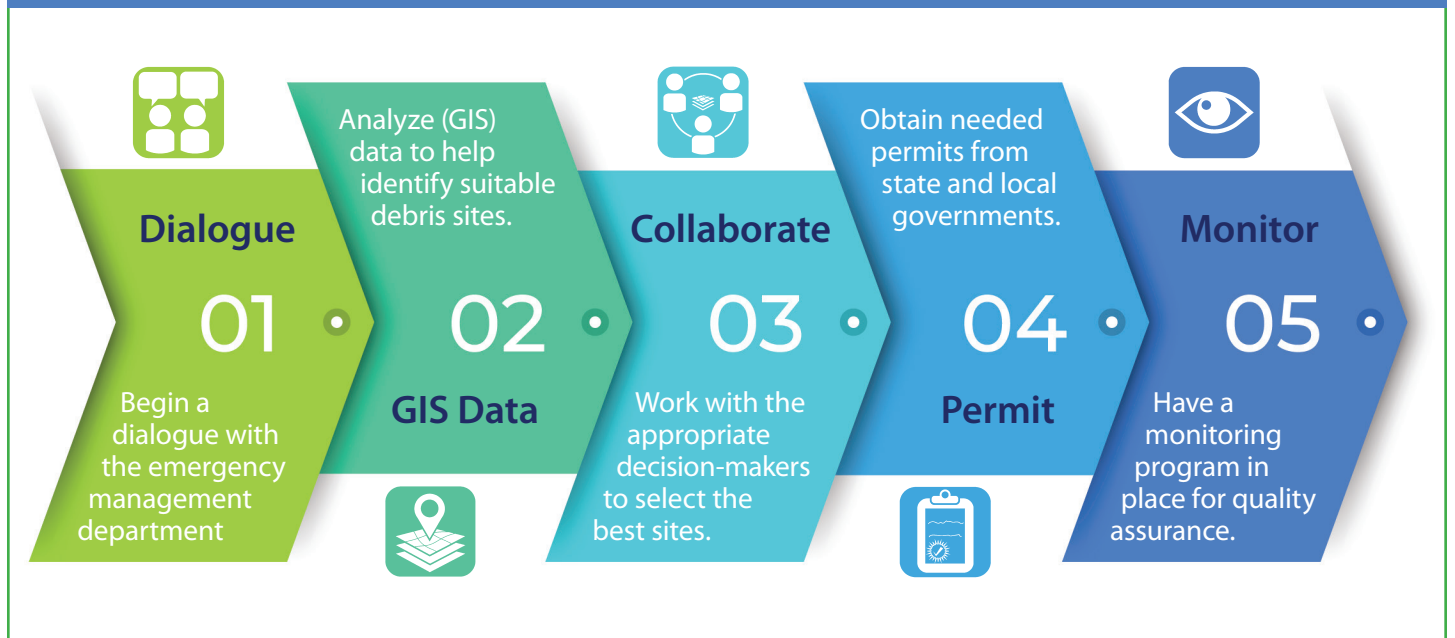 Dialogue
01
Begin a
dialogue with
the emergency
management
department
Analyze (GIS)
data to help
identify suitable
debris sites.
02
GIS Data
Collaborate
03
Work with the
appropriate
decision-makers
to select the
best sites.
Obtain needed
permits from
state and local
governments.
04
Permit
Monitor
05
Have a
monitoring
program in
place for quality
assurance.